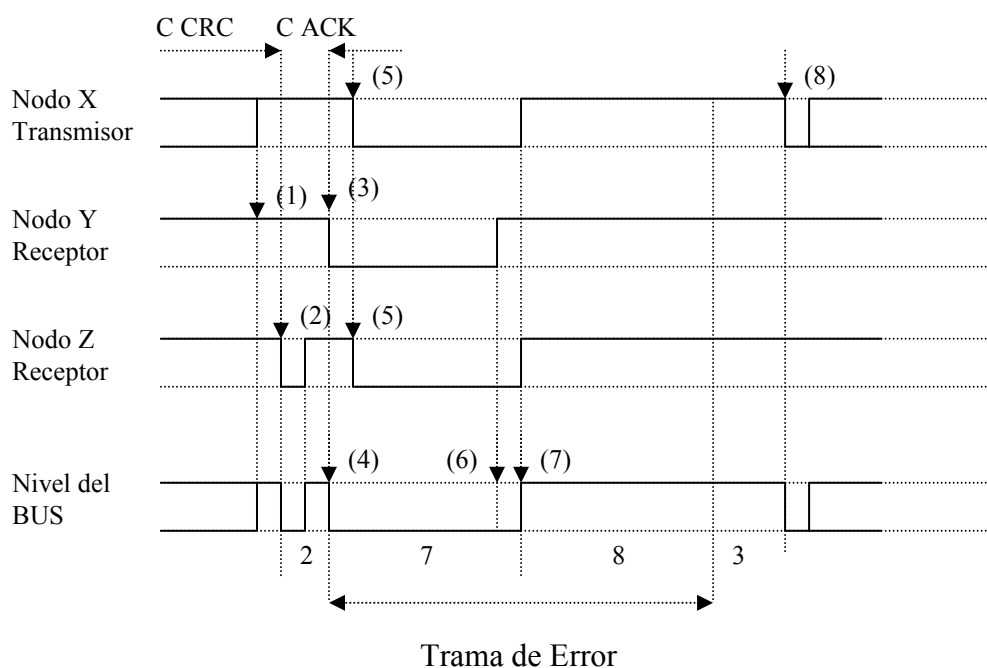 C CRC C ACK
(5) (8)
Nodo X
Transmisor
(1) (3)
Nodo Y
Receptor
(2) (5)
Nodo Z
Receptor
(4) (6) (7)
Nivel del
BUS
2 7 8 3
Trama de Error